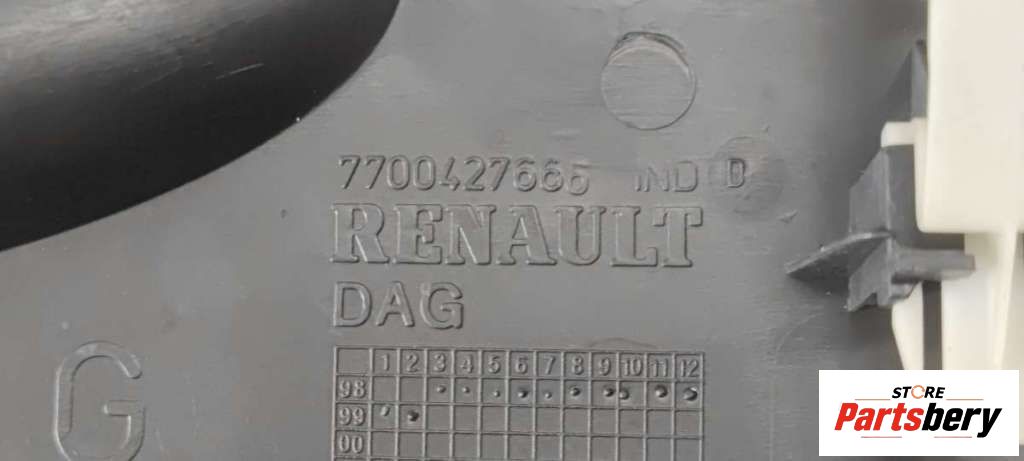 7700427666 IND B
RENAULT
DAG
G
1 2 3 4 5 6 7 8 9 10 11 12
98
99
00
STORE
Partsbery